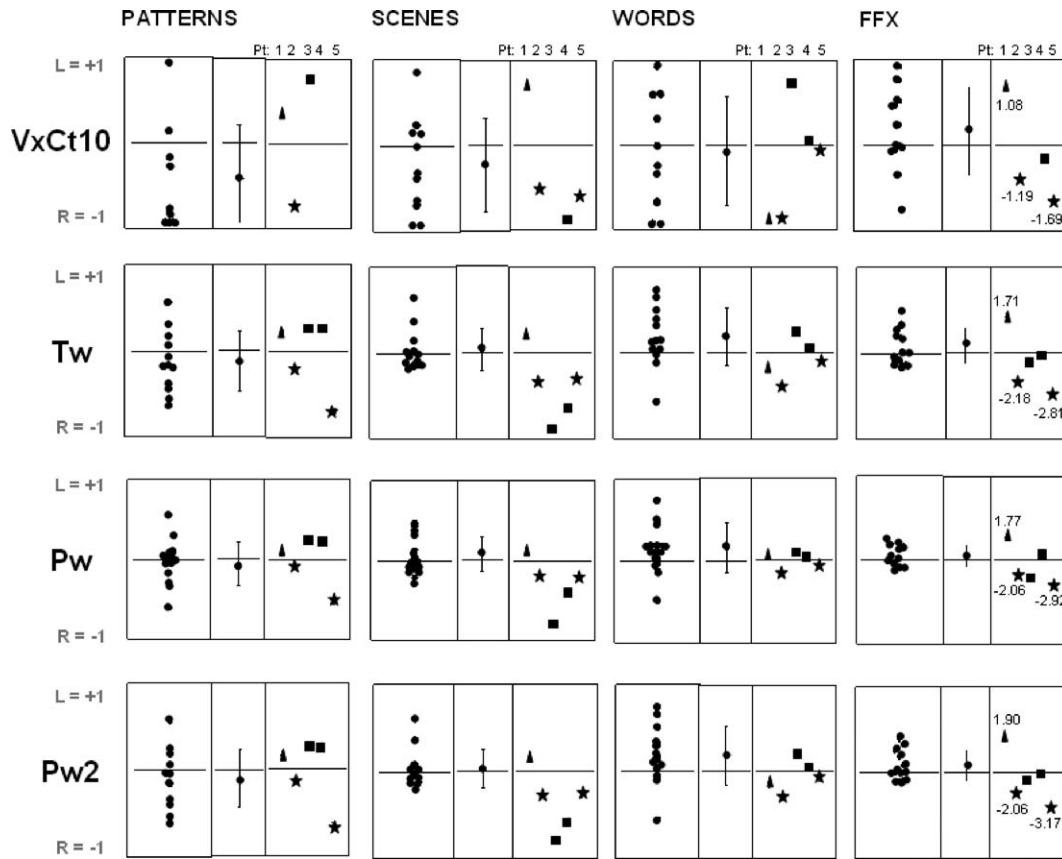 PATTERNS SCENES WORDS FFX
Pt: 1 2 3 4 5 Pt: 1 2 3 4 5 Pt: 1 2 3 4 5 Pt: 1 2 3 4 5
L = +1
VxCt10
1.08
-1.19
-1.69
R = -1
L = +1
1.71
Tw
-2.18
-2.81
R = -1
L = +1
1.77
Pw
-2.06
-2.92
R = -1
L = +1
1.90
Pw2
-2.06
-3.17
R = -1